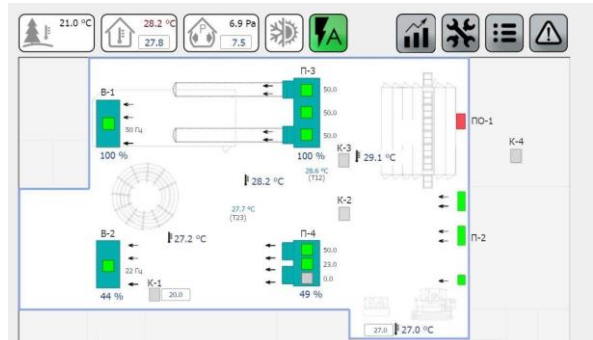 21.0 °C
28.2 °C
27.8
6.9 Pa
7.5
A
П-3
В-1
50.0
50 Гц
50.0
50.0
100 %
100 %
28.6 °C
(T12)
К-3
29.1 °C
ПО-1
К-4
28.2 °C
27.7 °C
(T23)
К-2
В-2
27.2 °C
П-4
П-2
50.0
22 Гц
23.0
0.0
К-1
20.0
44 %
49 %
27.0
27.0 °C